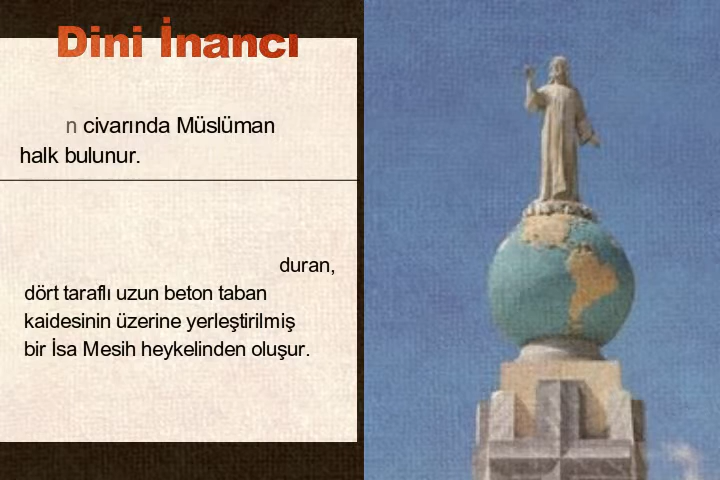 Dini İnancı
n civarında Müslüman
halk bulunur.
duran,
dört taraflı uzun beton taban
kaidesinin üzerine yerleştirilmiş
bir İsa Mesih heykelinden oluşur.